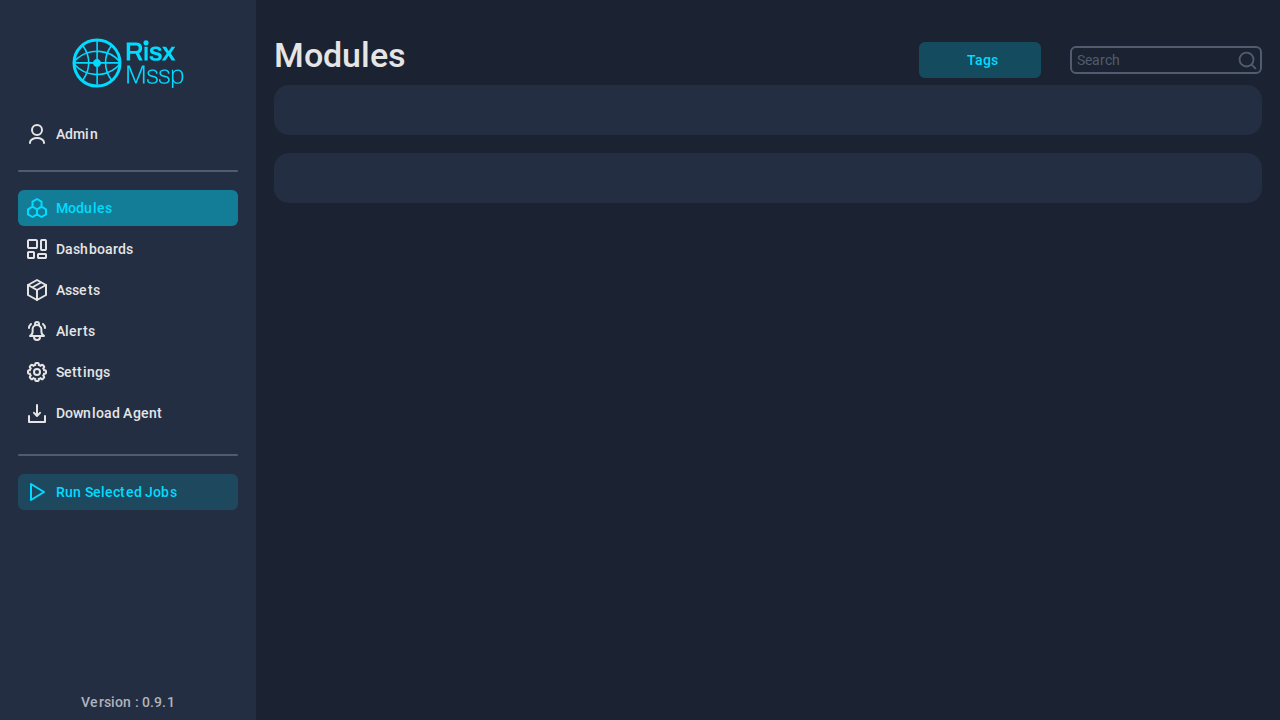 Risx
Mssp
Admin
Modules
Dashboards
Assets
Alerts
Settings
Download Agent
Run Selected Jobs
Version : 0.9.1
Modules
Tags
Search